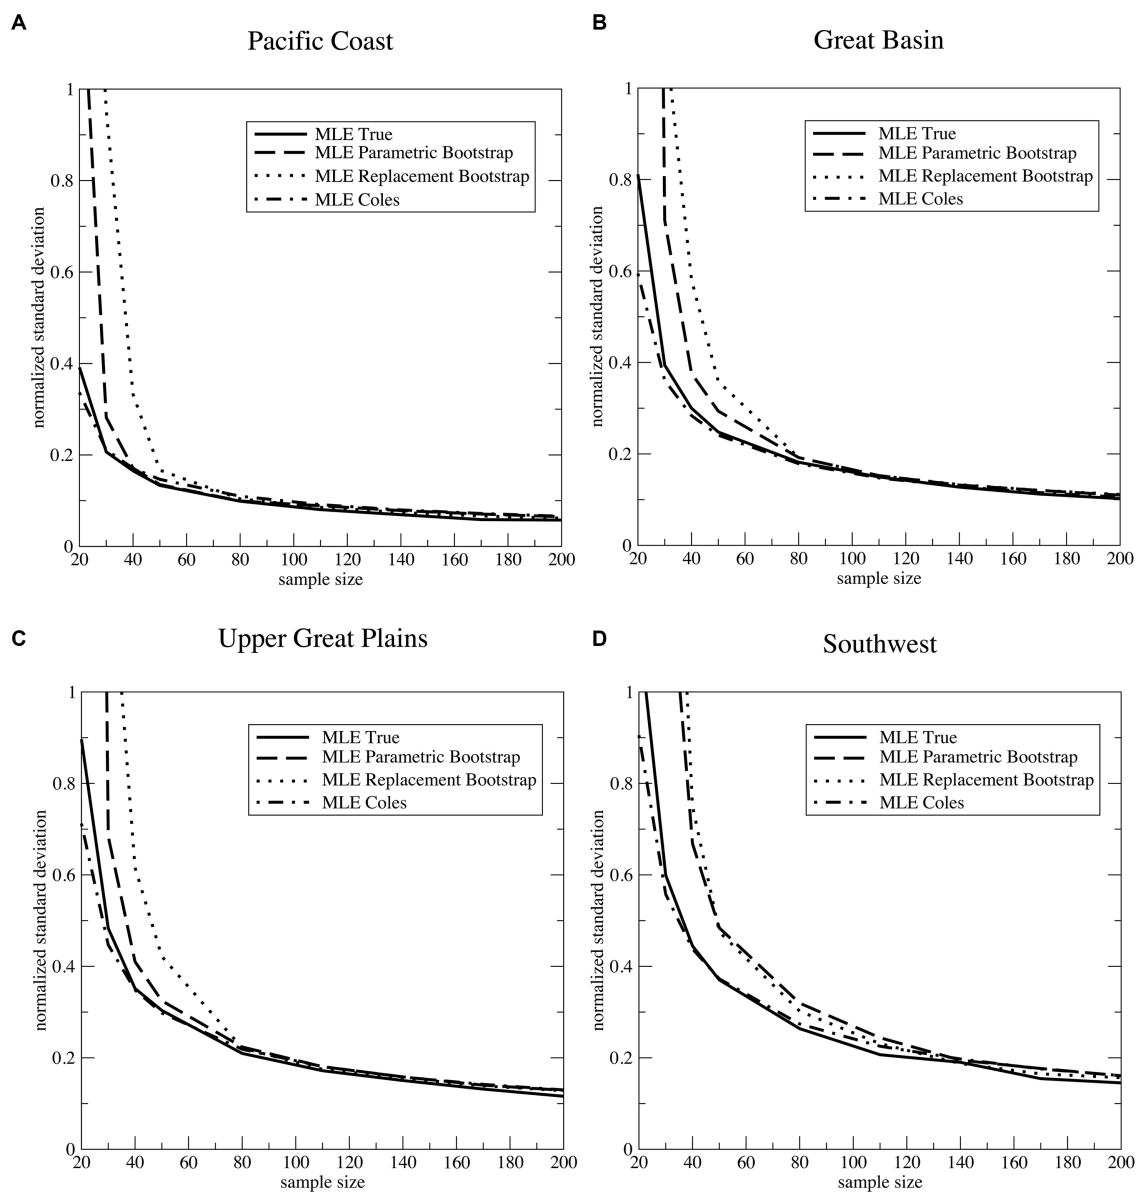 A
Pacific Coast
1
0.8
0.6
0.4
0.2
0
normalized standard deviation
MLE True
MLE Parametric Bootstrap
MLE Replacement Bootstrap
MLE Coles
20 40 60 80 100 120 140 160 180 200
sample size
B
Great Basin
1
0.8
0.6
0.4
0.2
0
normalized standard deviation
MLE True
MLE Parametric Bootstrap
MLE Replacement Bootstrap
MLE Coles
20 40 60 80 100 120 140 160 180 200
sample size
C
Upper Great Plains
1
0.8
0.6
0.4
0.2
0
normalized standard deviation
MLE True
MLE Parametric Bootstrap
MLE Replacement Bootstrap
MLE Coles
20 40 60 80 100 120 140 160 180 200
sample size
D
Southwest
1
0.8
0.6
0.4
0.2
0
normalized standard deviation
MLE True
MLE Parametric Bootstrap
MLE Replacement Bootstrap
MLE Coles
20 40 60 80 100 120 140 160 180 200
sample size